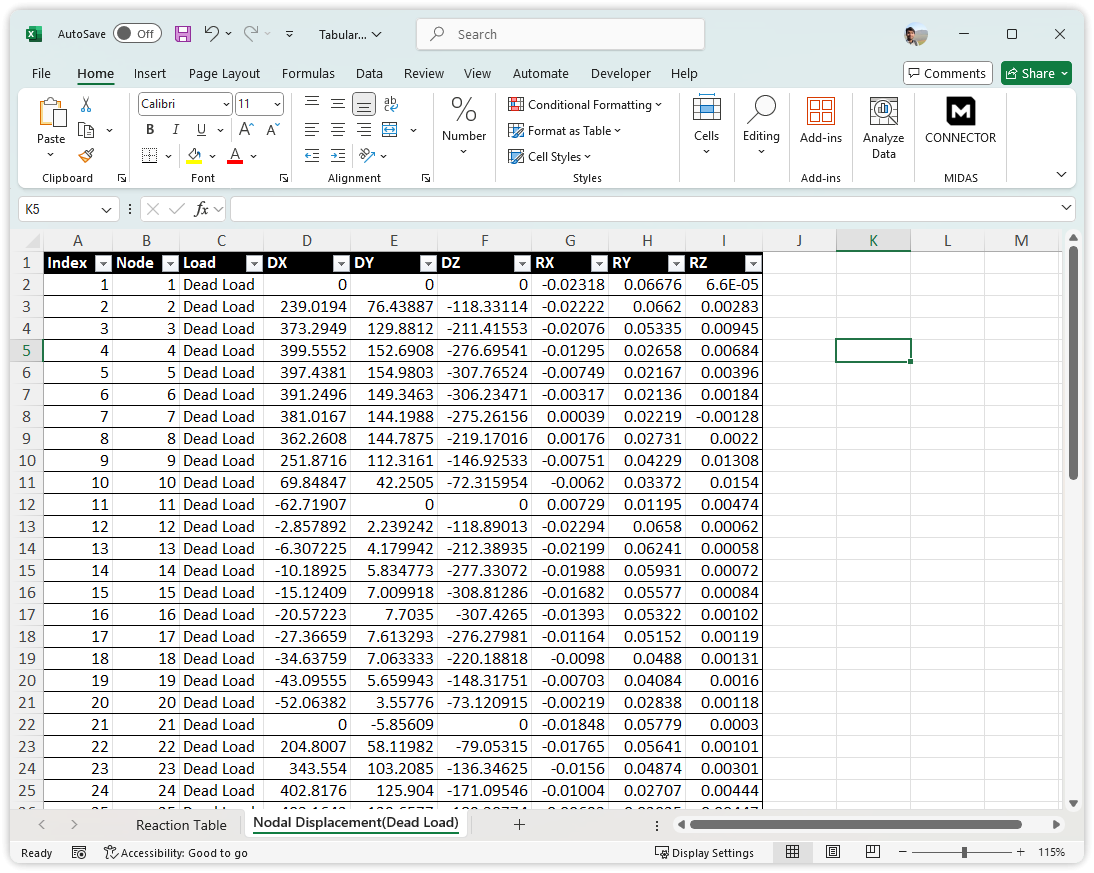 AutoSave Off Tabular... Search
File Home Insert Page Layout Formulas Data Review View Automate Developer Help Comments Share
Paste Calibri 11 B I U A A A ab Number % Conditional Formatting Format as Table Cell Styles Cells Editing Add-ins Analyze Data CONNECTOR
Clipboard Font Alignment Styles Add-ins MIDAS
K5 fx
A B C D E F G H I J K L M
1 Index Node Load DX DY DZ RX RY RZ
2 1 1 Dead Load 0 0 0 -0.02318 0.06676 6.6E-05
3 2 2 Dead Load 239.0194 76.43887 -118.33114 -0.02222 0.0662 0.00283
4 3 3 Dead Load 373.2949 129.8812 -211.41553 -0.02076 0.05335 0.00945
5 4 4 Dead Load 399.5552 152.6908 -276.69541 -0.01295 0.02658 0.00684
6 5 5 Dead Load 397.4381 154.9803 -307.76524 -0.00749 0.02167 0.00396
7 6 6 Dead Load 391.2496 149.3463 -306.23471 -0.00317 0.02136 0.00184
8 7 7 Dead Load 381.0167 144.1988 -275.26156 0.00039 0.02219 -0.00128
9 8 8 Dead Load 362.2608 144.7875 -219.17016 0.00176 0.02731 0.0022
10 9 9 Dead Load 251.8716 112.3161 -146.92533 -0.00751 0.04229 0.01308
11 10 10 Dead Load 69.84847 42.2505 -72.315954 -0.0062 0.03372 0.0154
12 11 11 Dead Load -62.71907 0 0 0.00729 0.01195 0.00474
13 12 12 Dead Load -2.857892 2.239242 -118.89013 -0.02294 0.0658 0.00062
14 13 13 Dead Load -6.307225 4.179942 -212.38935 -0.02199 0.06241 0.00058
15 14 14 Dead Load -10.18925 5.834773 -277.33072 -0.01988 0.05931 0.00072
16 15 15 Dead Load -15.12409 7.009918 -308.81286 -0.01682 0.05577 0.00084
17 16 16 Dead Load -20.57223 7.7035 -307.4265 -0.01393 0.05322 0.00102
18 17 17 Dead Load -27.36659 7.613293 -276.27981 -0.01164 0.05152 0.00119
19 18 18 Dead Load -34.63759 7.063333 -220.18818 -0.0098 0.0488 0.00131
20 19 19 Dead Load -43.09555 5.659943 -148.31751 -0.00703 0.04084 0.0016
21 20 20 Dead Load -52.06382 3.55776 -73.120915 -0.00219 0.02838 0.00118
22 21 21 Dead Load 0 -5.85609 0 -0.01848 0.05779 0.0003
23 22 22 Dead Load 204.8007 58.11982 -79.05315 -0.01765 0.05641 0.00101
24 23 23 Dead Load 343.554 103.2085 -136.34625 -0.0156 0.04874 0.00301
25 24 24 Dead Load 402.8176 125.904 -171.09546 -0.01004 0.02707 0.00444
Reaction Table Nodal Displacement(Dead Load)
Ready Accessibility: Good to go Display Settings 115%